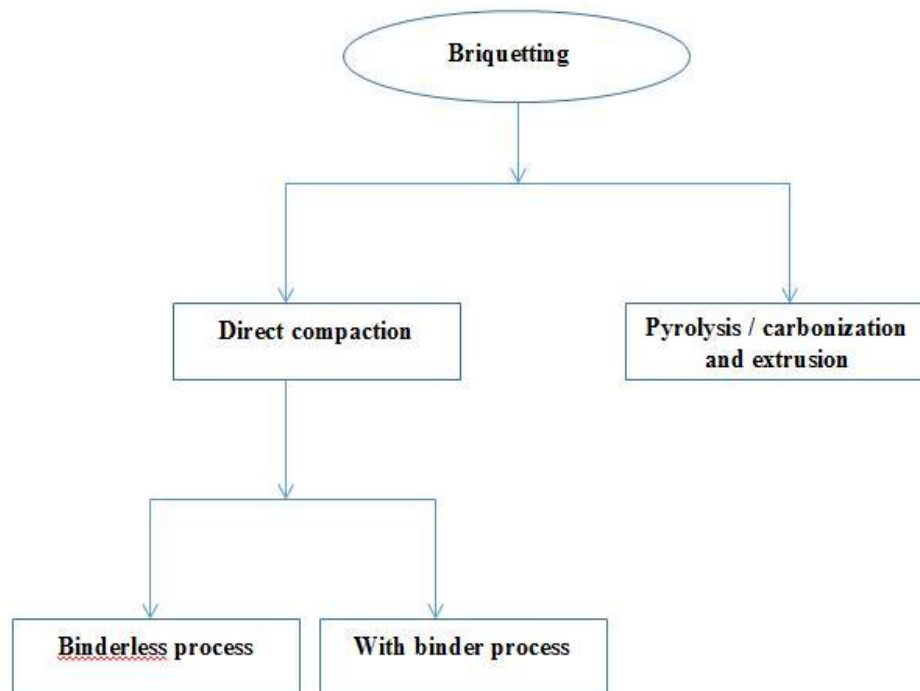 Briquetting
Direct compaction
Pyrolysis / carbonization
and extrusion
Binderless process
With binder process